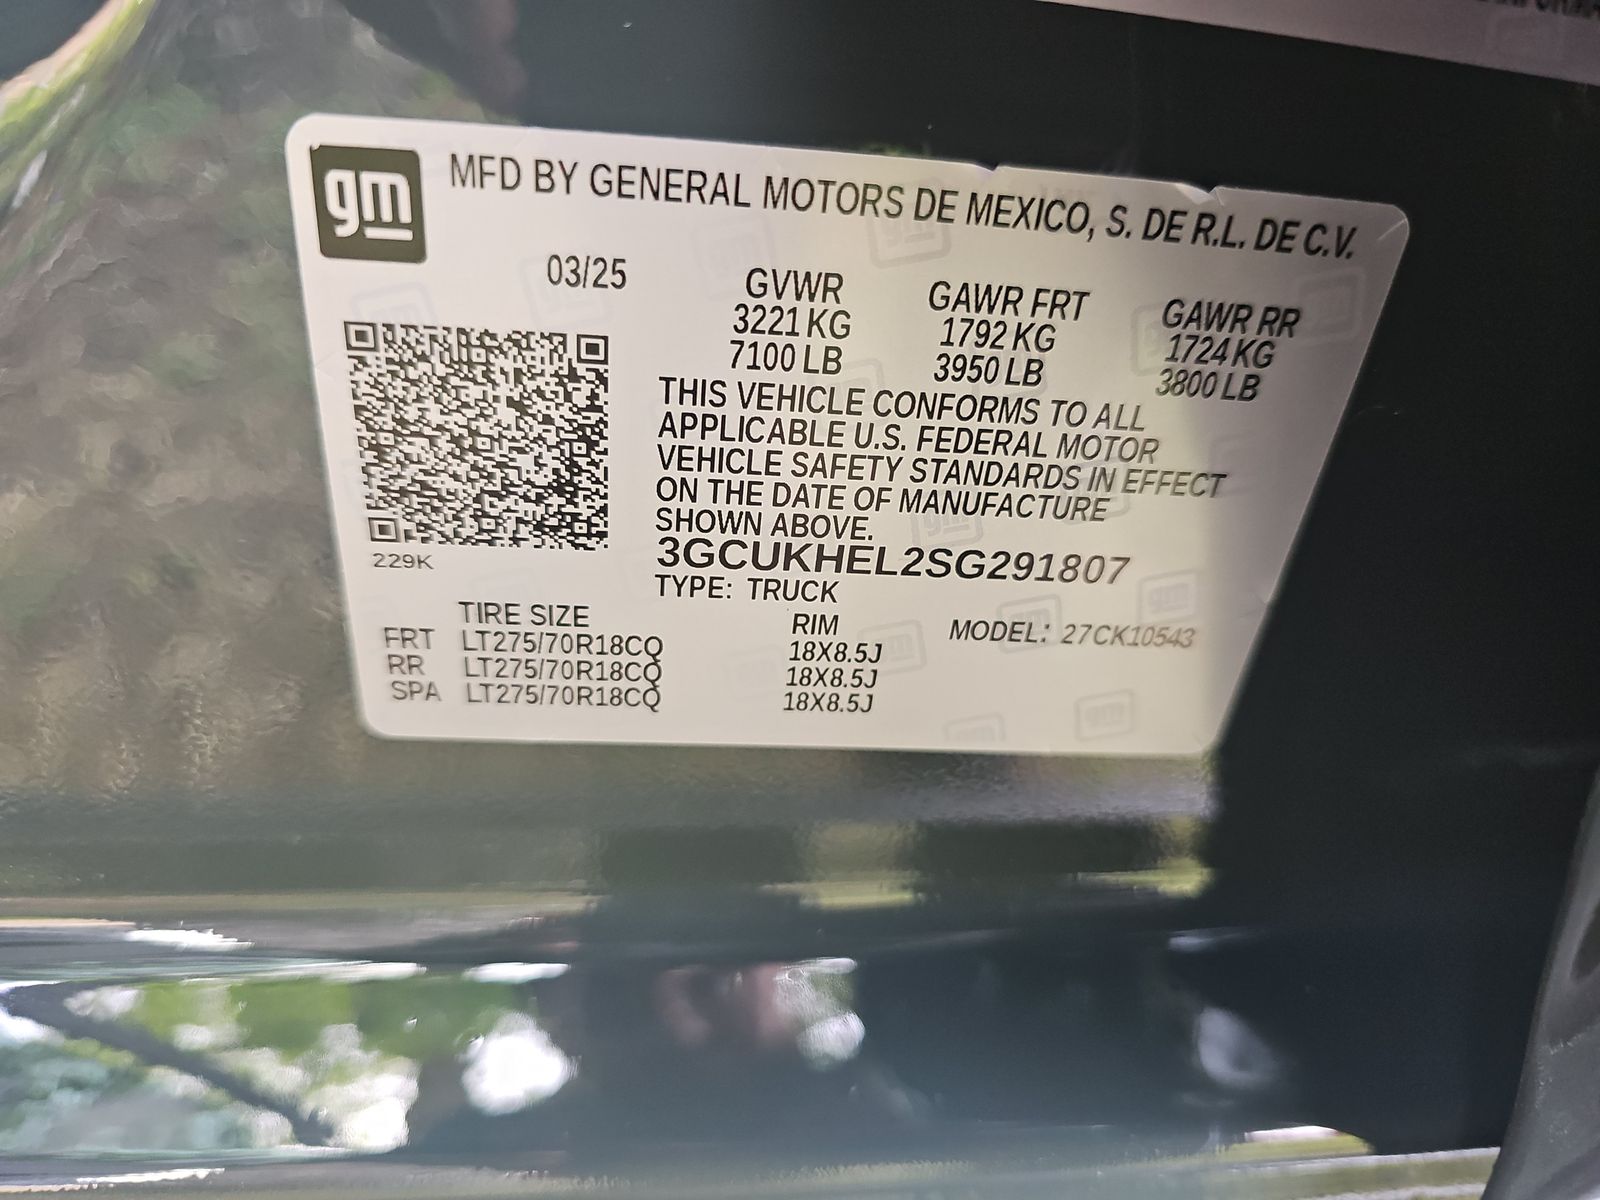 gm
MFD BY GENERAL MOTORS DE MEXICO, S. DE R.L. DE C.V.
03/25
GVWR GAWR FRT GAWR RR
3221 KG 1792 KG 1724 KG
7100 LB 3950 LB 3800 LB
THIS VEHICLE CONFORMS TO ALL
APPLICABLE U.S. FEDERAL MOTOR
VEHICLE SAFETY STANDARDS IN EFFECT
ON THE DATE OF MANUFACTURE
SHOWN ABOVE.
229K
3GCUKHEL2SG291807
TYPE: TRUCK
TIRE SIZE RIM MODEL: 27CK10543
FRT LT275/70R18CQ 18X8.5J
RR LT275/70R18CQ 18X8.5J
SPA LT275/70R18CQ 18X8.5J